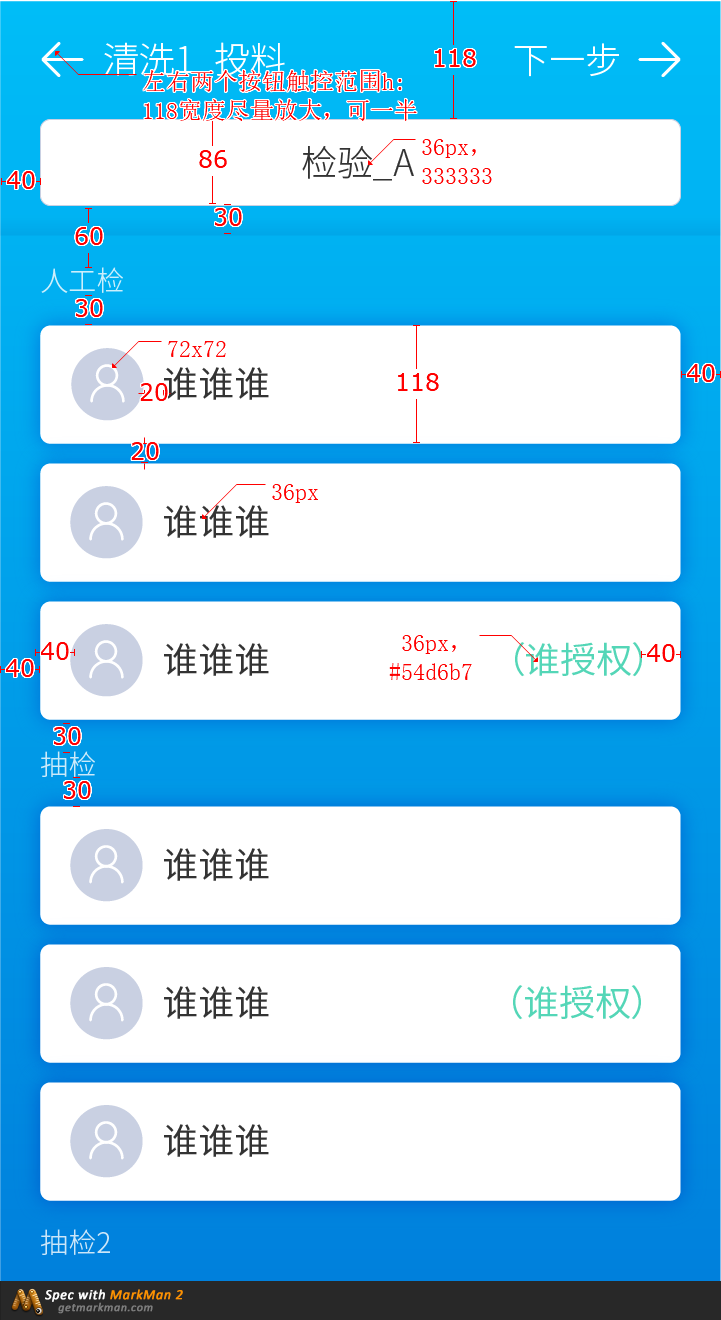 清洗1 投料
118
下一步
左右两个按钮触控范围h:
118宽度尽量放大，可一半
86
检验_A
36px,
333333
40
30
60
人工检
30
72x72
谁谁谁
20
118
40
20
谁谁谁
36px
40
40
谁谁谁
36px,
#54d6b7
(谁授权)
40
30
抽检
30
谁谁谁
谁谁谁
(谁授权)
谁谁谁
抽检2
Spec with MarkMan 2
getmarkman.com